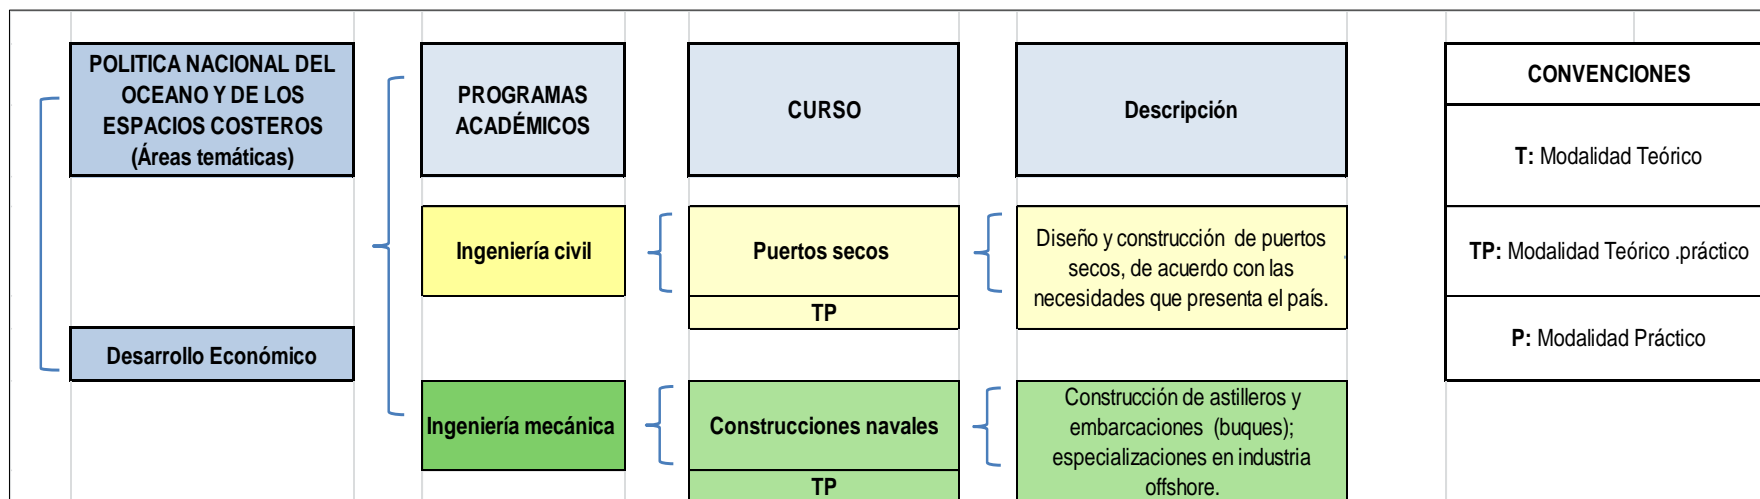 POLITICA NACIONAL DEL
OCEANO Y DE LOS
ESPACIOS COSTEROS
(Áreas temáticas)
PROGRAMAS
ACADÉMICOS
CURSO
Descripción
CONVENCIONES
T: Modalidad Teórico
TP: Modalidad Teórico .práctico
P: Modalidad Práctico
Desarrollo Económico
Ingeniería civil
Puertos secos
TP
Diseño y construcción de puertos
secos, de acuerdo con las
necesidades que presenta el país.
Ingeniería mecánica
Construcciones navales
TP
Construcción de astilleros y
embarcaciones (buques);
especializaciones en industria
offshore.